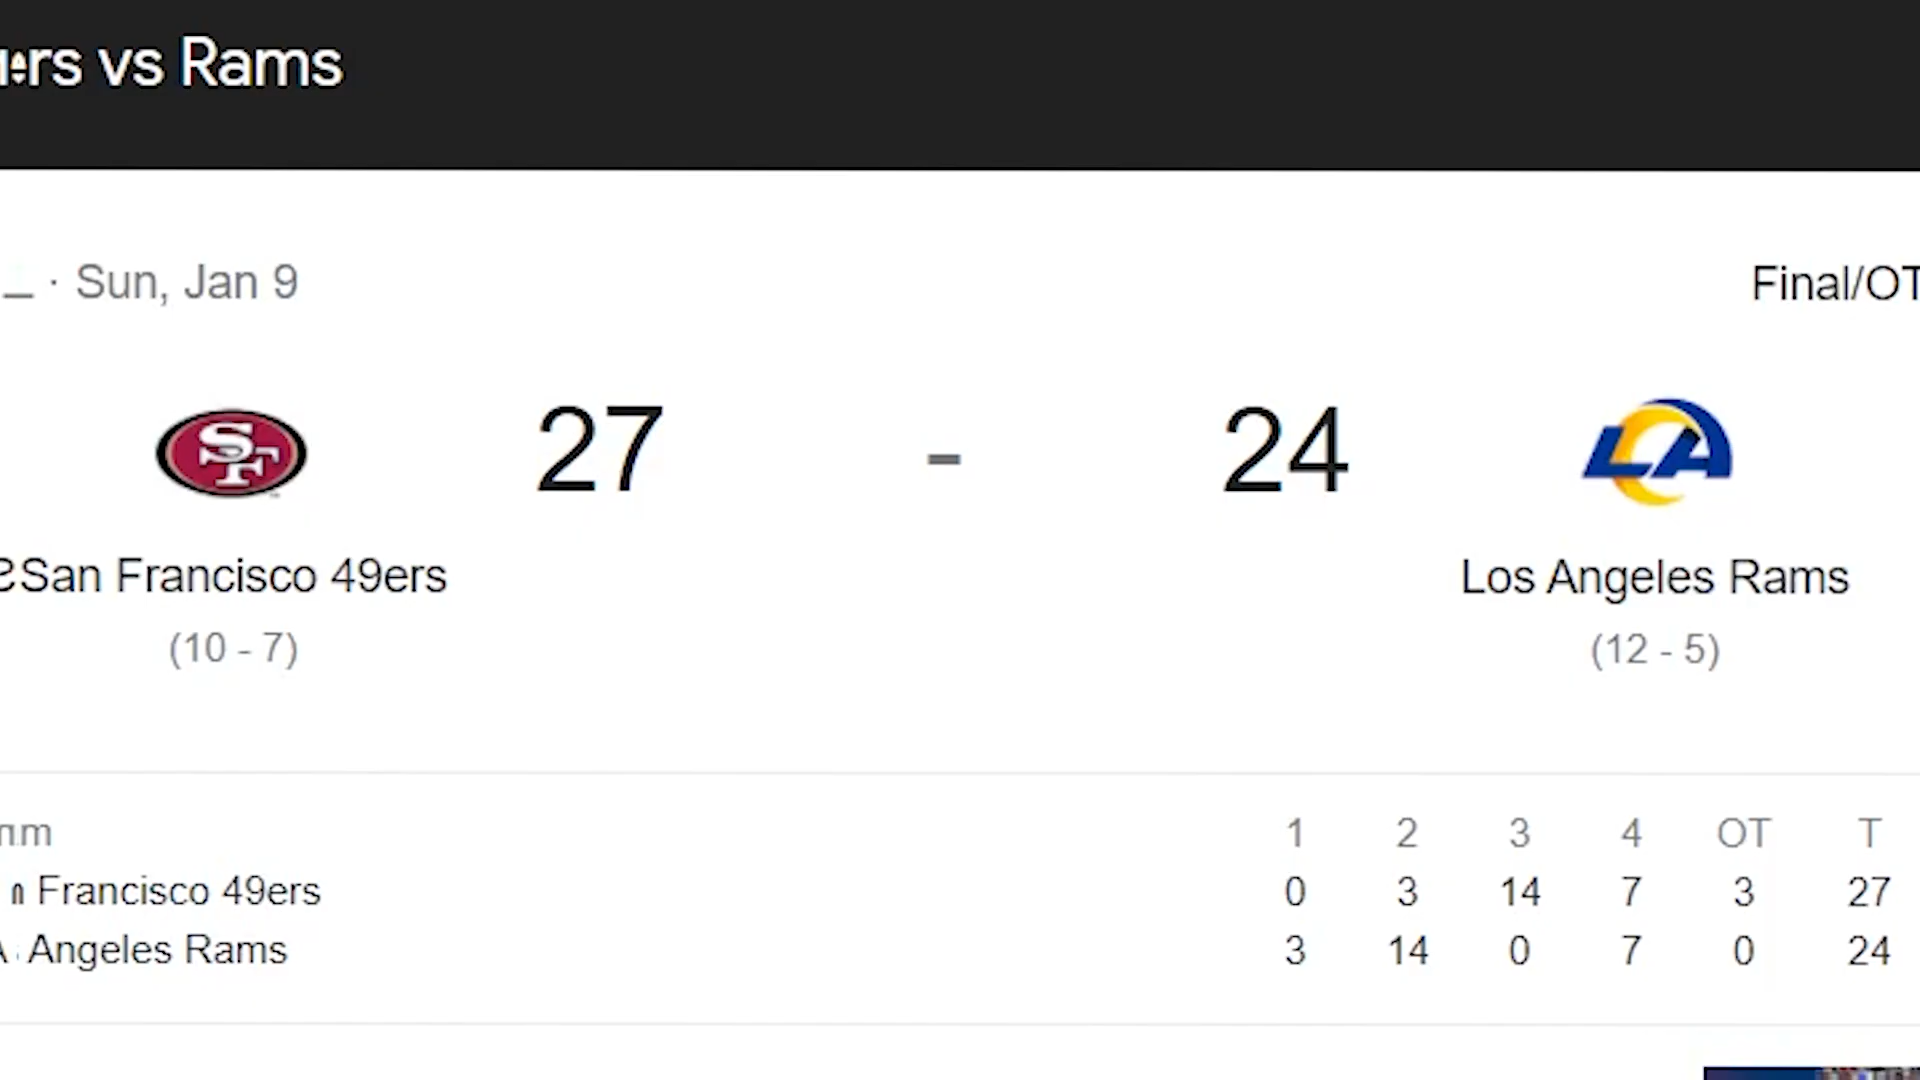 vs Rams
· Sun, Jan 9
Final/OT
SF
27 - 24
LA
San Francisco 49ers
Los Angeles Rams
(10 - 7)
(12 - 5)
1 2 3 4 OT T
Francisco 49ers 0 3 14 7 3 27
Angeles Rams 3 14 0 7 0 24